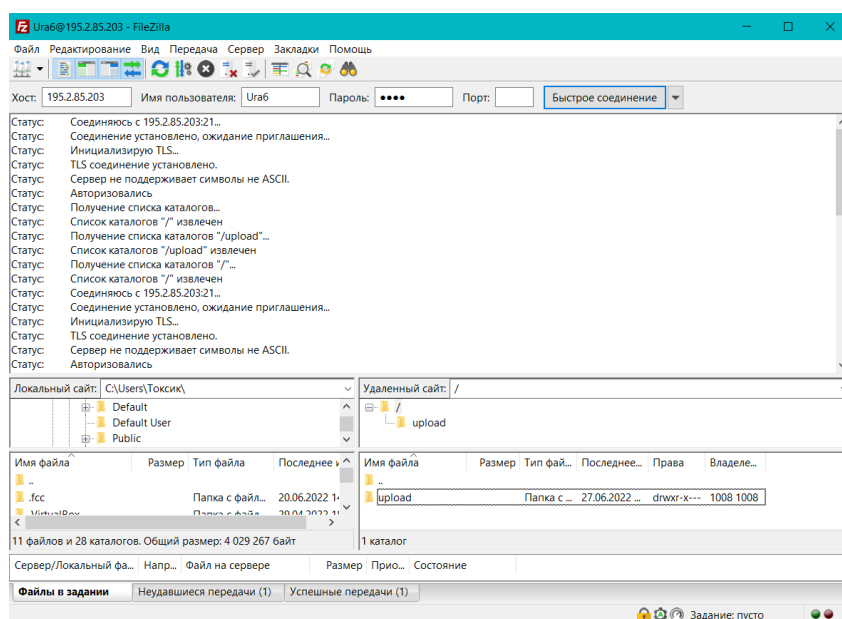 Ura6@195.2.85.203 - FileZilla
Файл Редактирование Вид Передача Сервер Закладки Помощь
Хост: 195.2.85.203 Имя пользователя: Ura6 Пароль: •••• Порт: Быстрое соединение
Статус: Соединяюсь с 195.2.85.203:21...
Статус: Соединение установлено, ожидание приглашения...
Статус: Инициализирую TLS...
Статус: TLS соединение установлено.
Статус: Сервер не поддерживает символы не ASCII.
Статус: Авторизовались
Статус: Получение списка каталогов...
Статус: Список каталогов "/" извлечен
Статус: Получение списка каталогов "/upload"...
Статус: Список каталогов "/upload" извлечен
Статус: Получение списка каталогов "/"...
Статус: Список каталогов "/" извлечен
Статус: Соединяюсь с 195.2.85.203:21...
Статус: Соединение установлено, ожидание приглашения...
Статус: Инициализирую TLS...
Статус: TLS соединение установлено.
Статус: Сервер не поддерживает символы не ASCII.
Статус: Авторизовались
Локальный сайт: C:\Users\Токсик\ Удаленный сайт: /
Default /
Default User upload
Public
Имя файла Размер Тип файла Последнее и Имя файла Размер Тип фай... Последнее... Права Владеле...
.. ..
.fcc Папка с файл... 20.06.2022 14 upload Папка с ... 27.06.2022 ... drwxr-x--- 1008 1008
.VirtualBox Папка с файл... 29.04.2022
11 файлов и 28 каталогов. Общий размер: 4 029 267 байт 1 каталог
Сервер/Локальный фа... Напр... Файл на сервере Размер Прио... Состояние
Файлы в задании Неудавшиеся передачи (1) Успешные передачи (1)
Задание: пусто